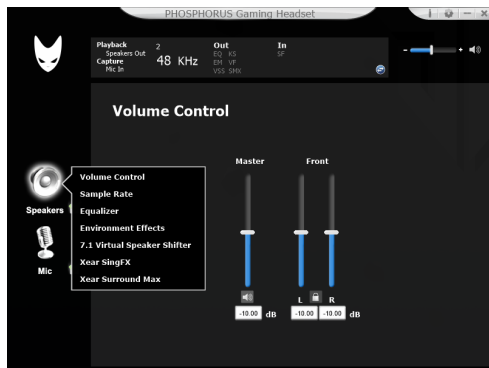 PHOSPHORUS Gaming Headset
Playback 2 Out In
Speakers Out EQ KS SF
Capture 48 KHz EM VF
Mic In VSS SMX
Volume Control
Master Front
Volume Control
Sample Rate
Equalizer
Environment Effects
7.1 Virtual Speaker Shifter
Xear SingFX
Xear Surround Max
Speakers
Mic
L R
-10.00 dB -10.00 -10.00 dB